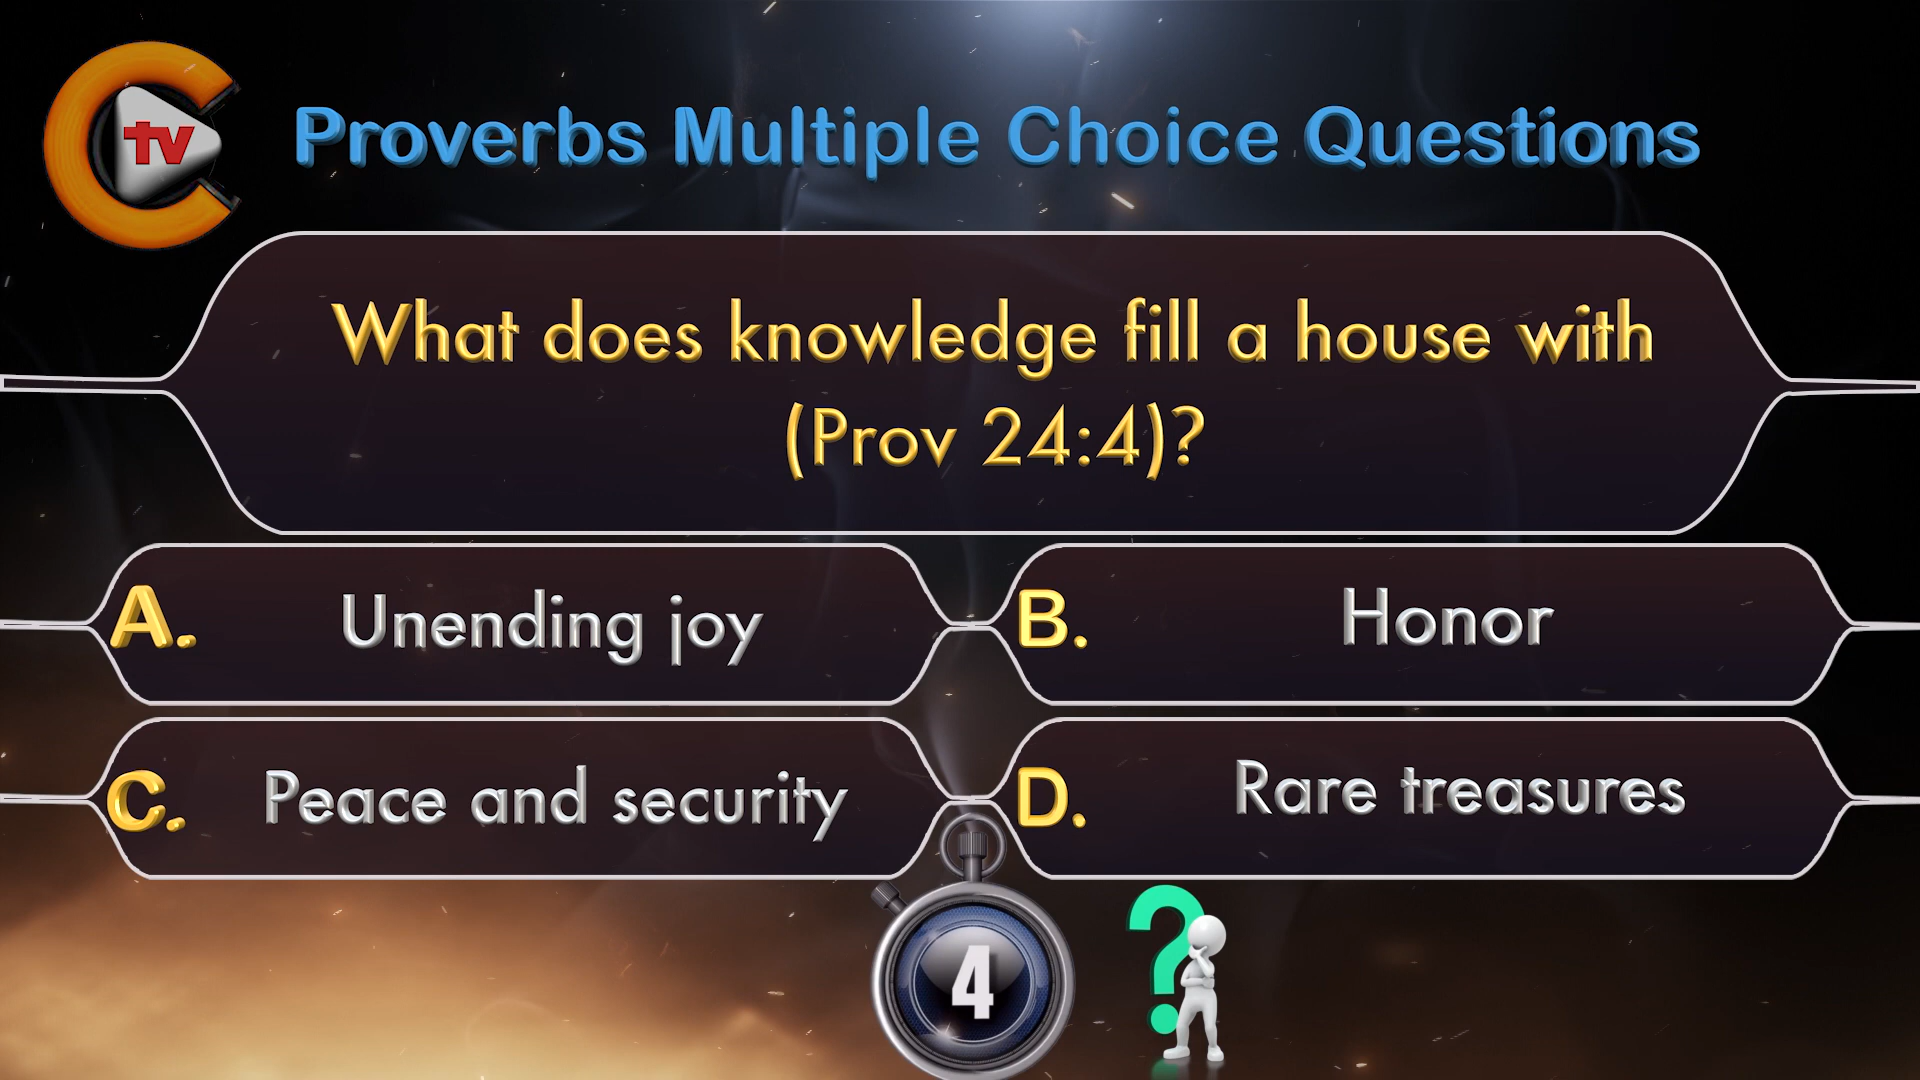 tv
Proverbs Multiple Choice Questions
What does knowledge fill a house with
(Prov 24:4)?
A. Unending joy
B. Honor
C. Peace and security
D. Rare treasures
4
?